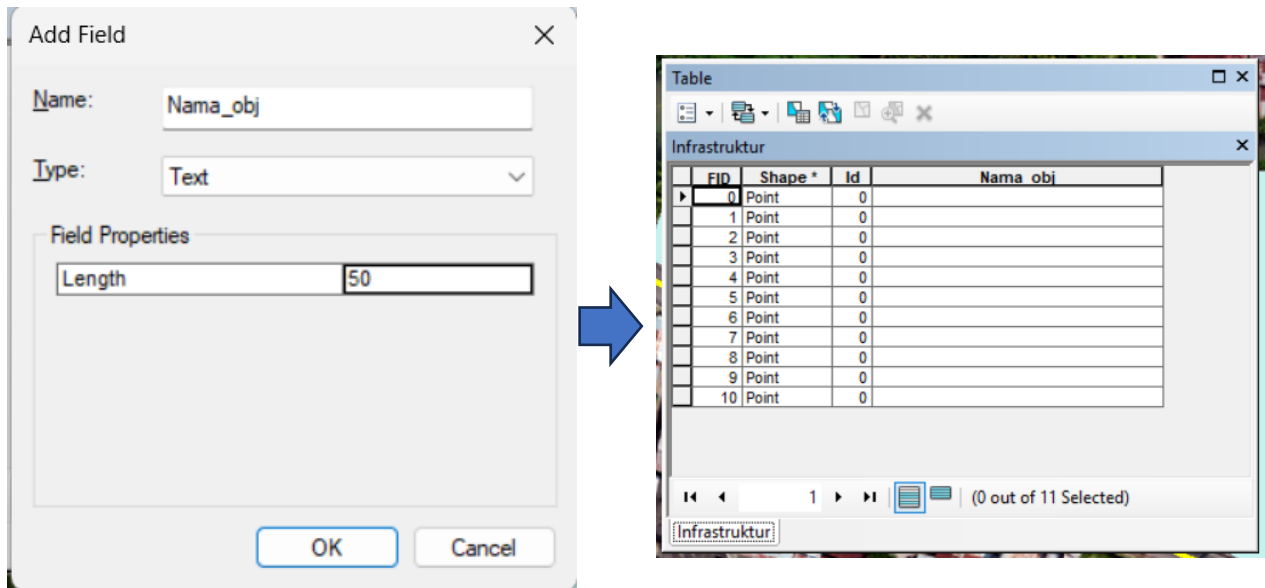 Add Field
Name: Nama_obj
Type: Text
Field Properties
Length 50
OK Cancel
Table
Infrastruktur
FID Shape * Id Nama_obj
0 Point 0
1 Point 0
2 Point 0
3 Point 0
4 Point 0
5 Point 0
6 Point 0
7 Point 0
8 Point 0
9 Point 0
10 Point 0
1 (0 out of 11 Selected)
Infrastruktur